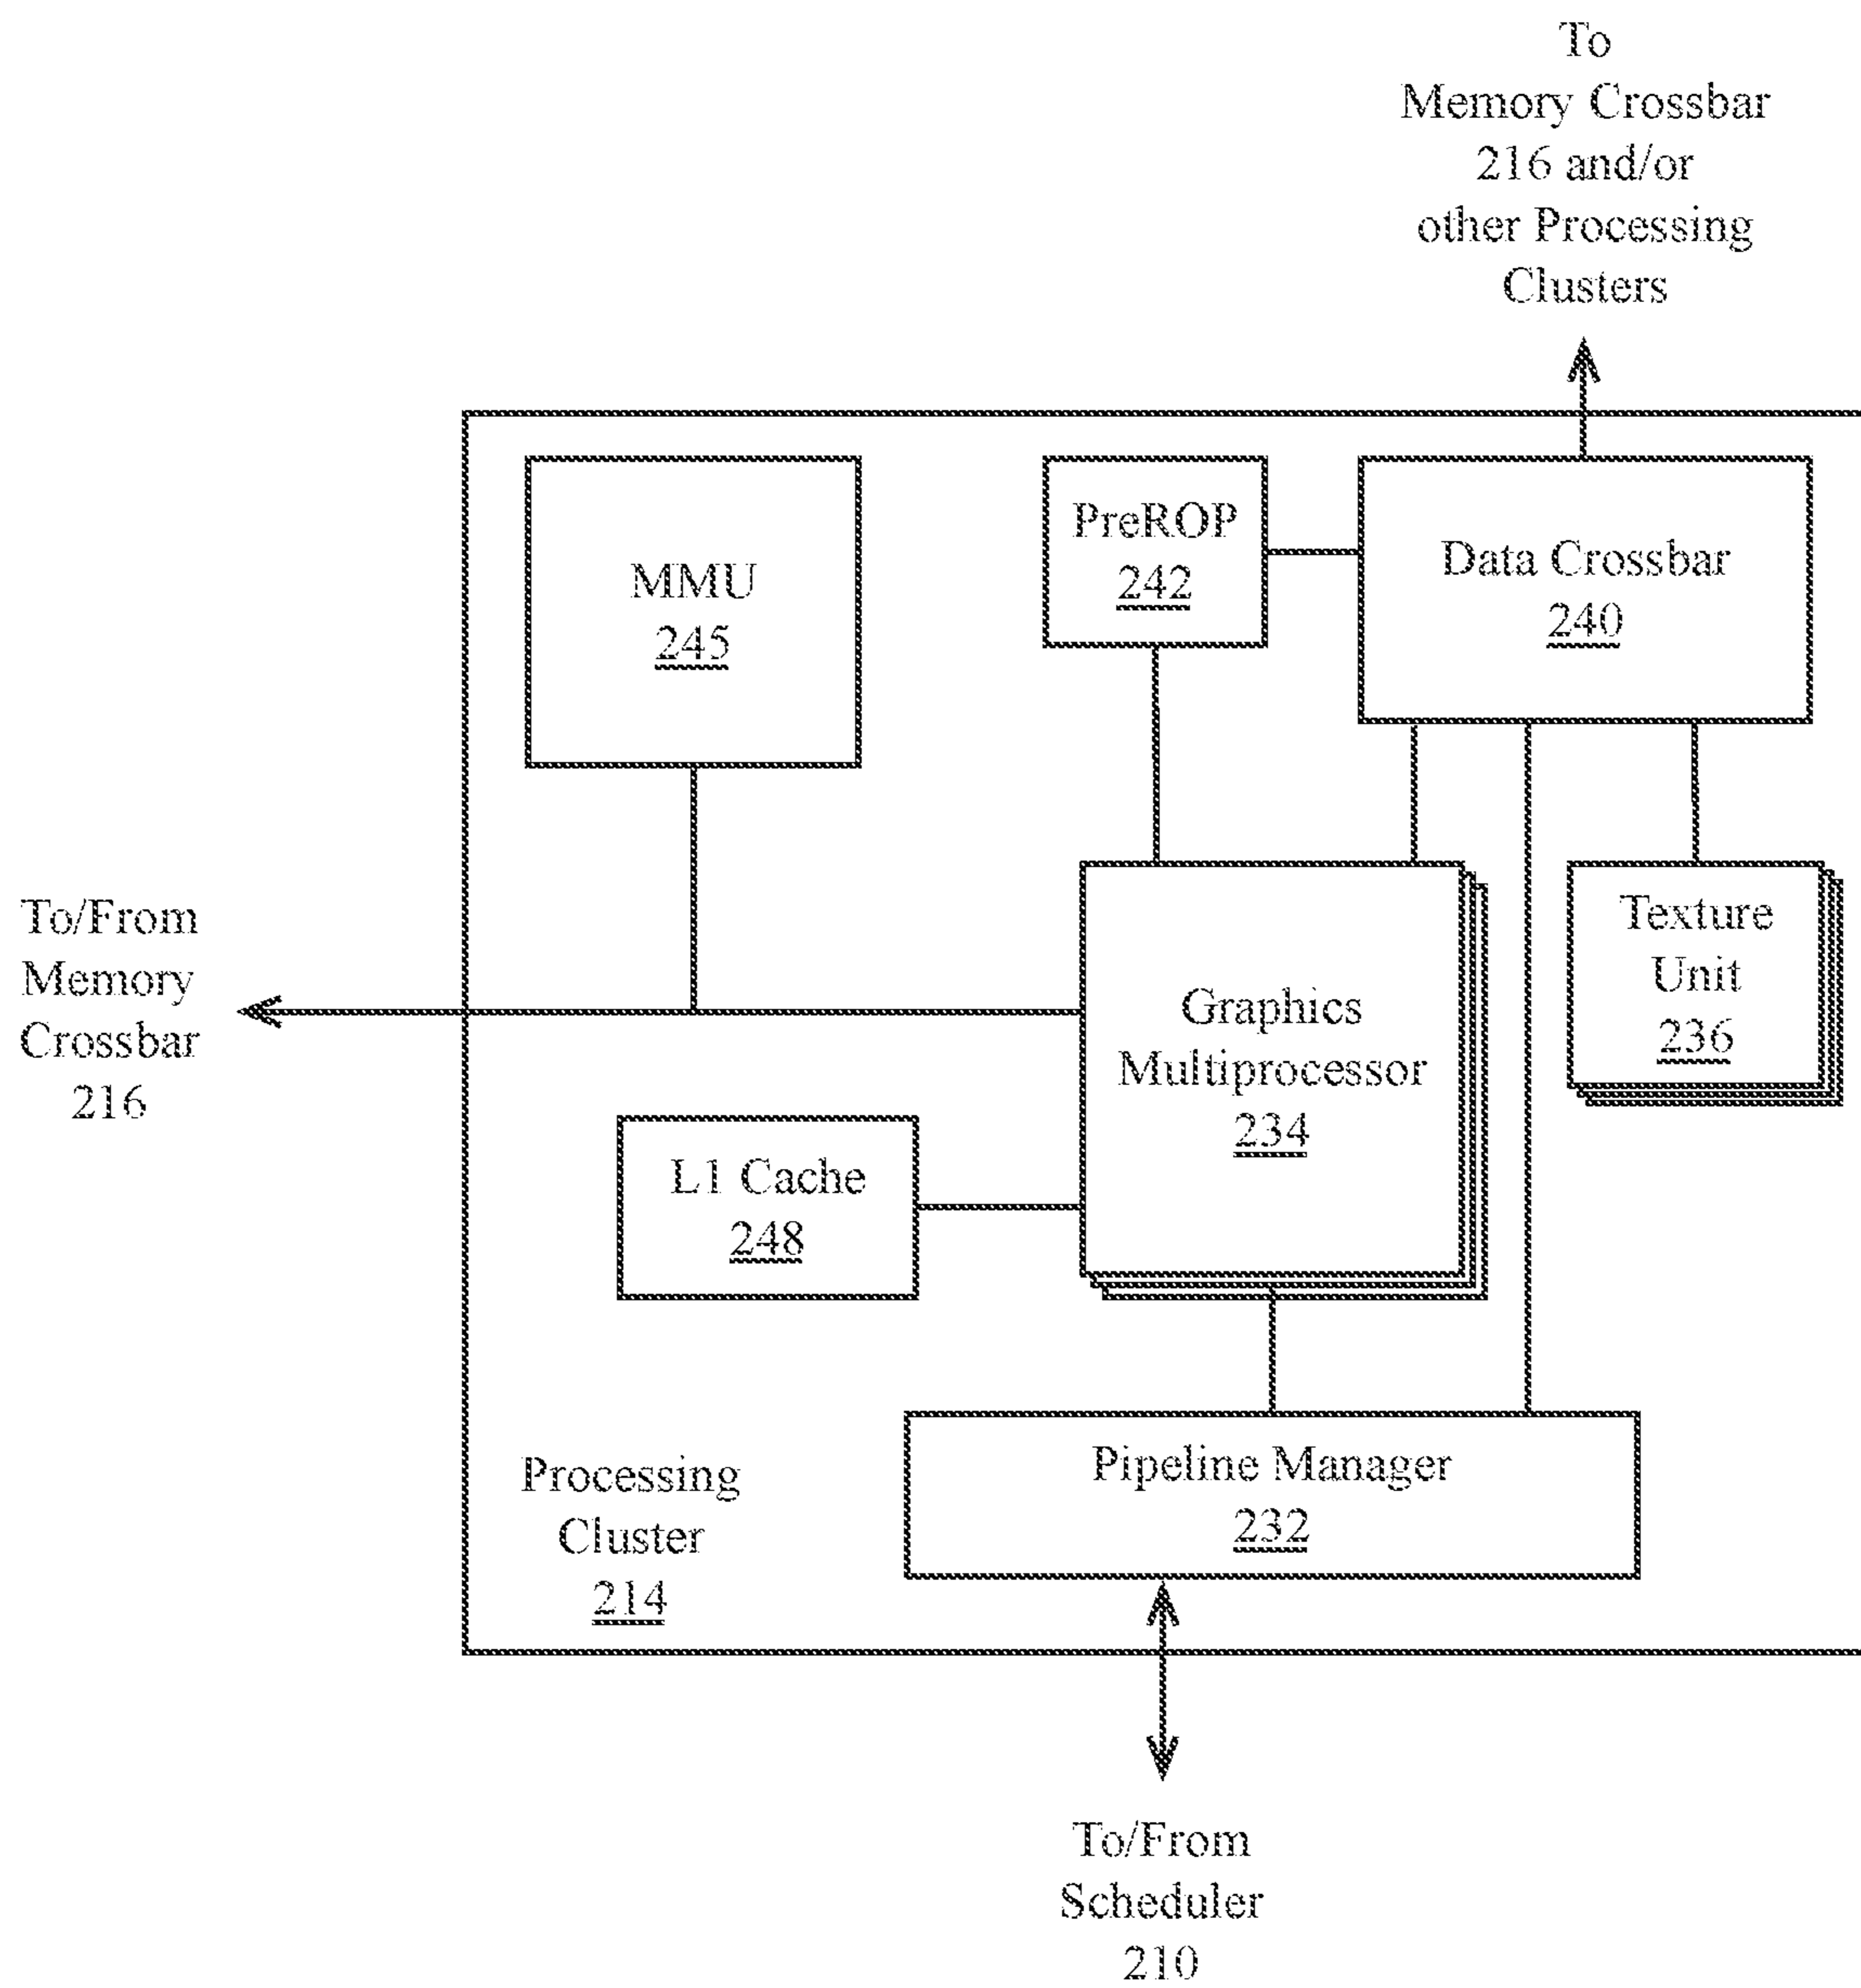 To
Memory Crossbar
216 and/or
other Processing
Clusters
MMU
245
PreROP
242
Data Crossbar
240
To/From
Memory
Crossbar
216
Graphics
Multiprocessor
234
Texture
Unit
236
L1 Cache
248
Pipeline Manager
232
Processing
Cluster
214
To/From
Scheduler
210